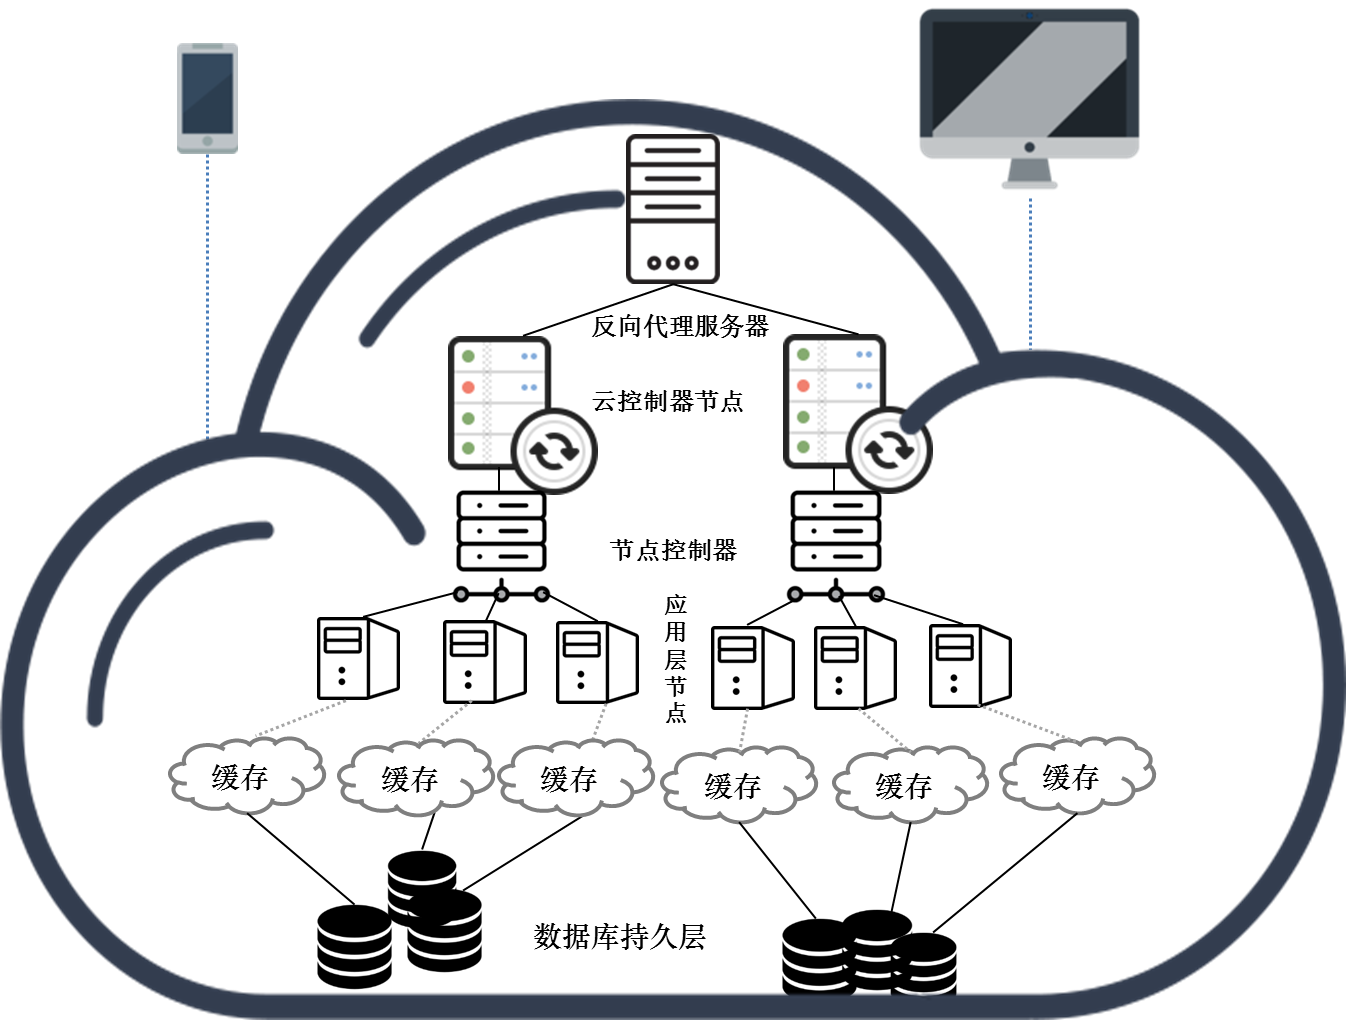 反向代理服务器
云控制器节点
节点控制器
应用层节点
缓存
缓存
缓存
缓存
缓存
缓存
数据库持久层